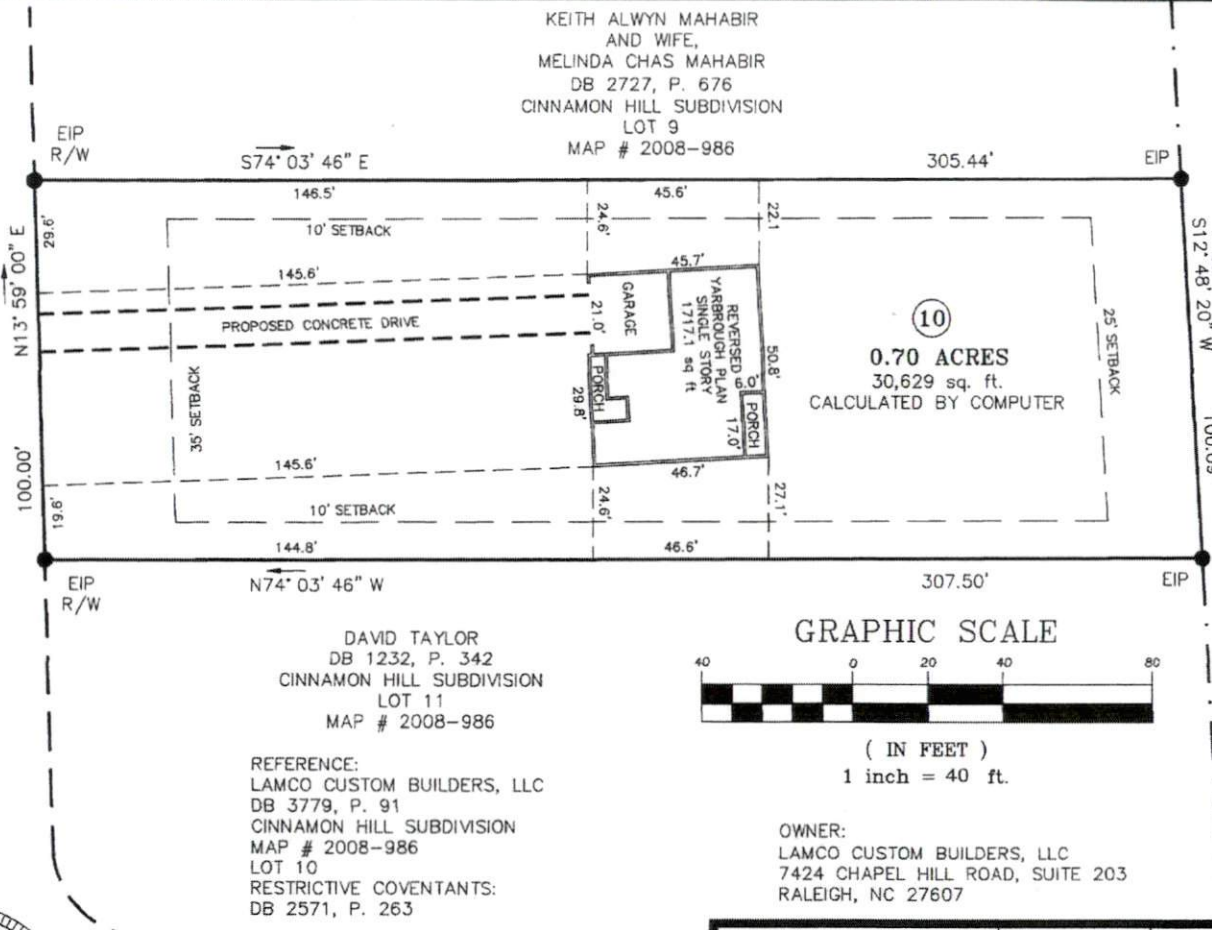 KEITH ALWYN MAHABIR
AND WIFE,
MELINDA CHAS MAHABIR
DB 2727, P. 676
CINNAMON HILL SUBDIVISION
LOT 9
MAP # 2008-986
EIP
R/W
S74° 03' 46" E
305.44'
EIP
146.5'
45.6'
29.6'
24.6'
22.1
10' SETBACK
N13° 59' 00" E
100.00'
S12° 48' 20" W
145.6'
45.7'
PROPOSED CONCRETE DRIVE
21.0'
GARAGE
REVERSED
YARBROUGH PLAN
SINGLE STORY
1717.1 sq ft
50.8'
10
0.70 ACRES
30,629 sq. ft.
CALCULATED BY COMPUTER
25' SETBACK
35' SETBACK
PORCH
29.8'
6.0'
17.0'
PORCH
145.6'
46.7'
19.6'
10' SETBACK
24.6'
27.1'
144.8'
46.6'
EIP
R/W
N74° 03' 46" W
307.50'
EIP
DAVID TAYLOR
DB 1232, P. 342
CINNAMON HILL SUBDIVISION
LOT 11
MAP # 2008-986
GRAPHIC SCALE
40 0 20 40 80
( IN FEET )
1 inch = 40 ft.
REFERENCE:
LAMCO CUSTOM BUILDERS, LLC
DB 3779, P. 91
CINNAMON HILL SUBDIVISION
MAP # 2008-986
LOT 10
RESTRICTIVE COVENTANTS:
DB 2571, P. 263
OWNER:
LAMCO CUSTOM BUILDERS, LLC
7424 CHAPEL HILL ROAD, SUITE 203
RALEIGH, NC 27607